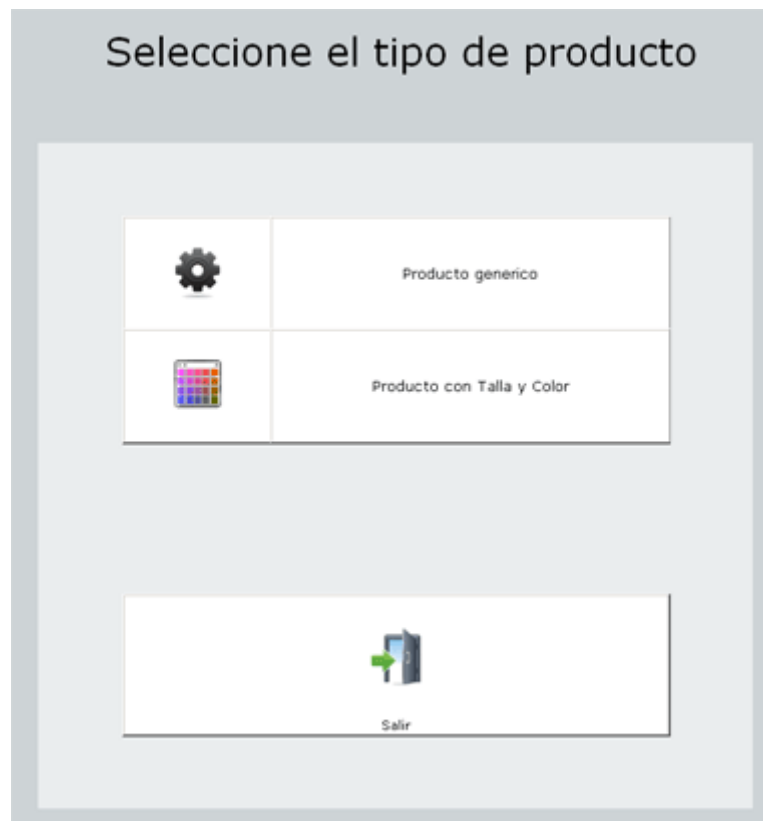 Seleccione el tipo de producto
Producto generico
Producto con Talla y Color
Salir